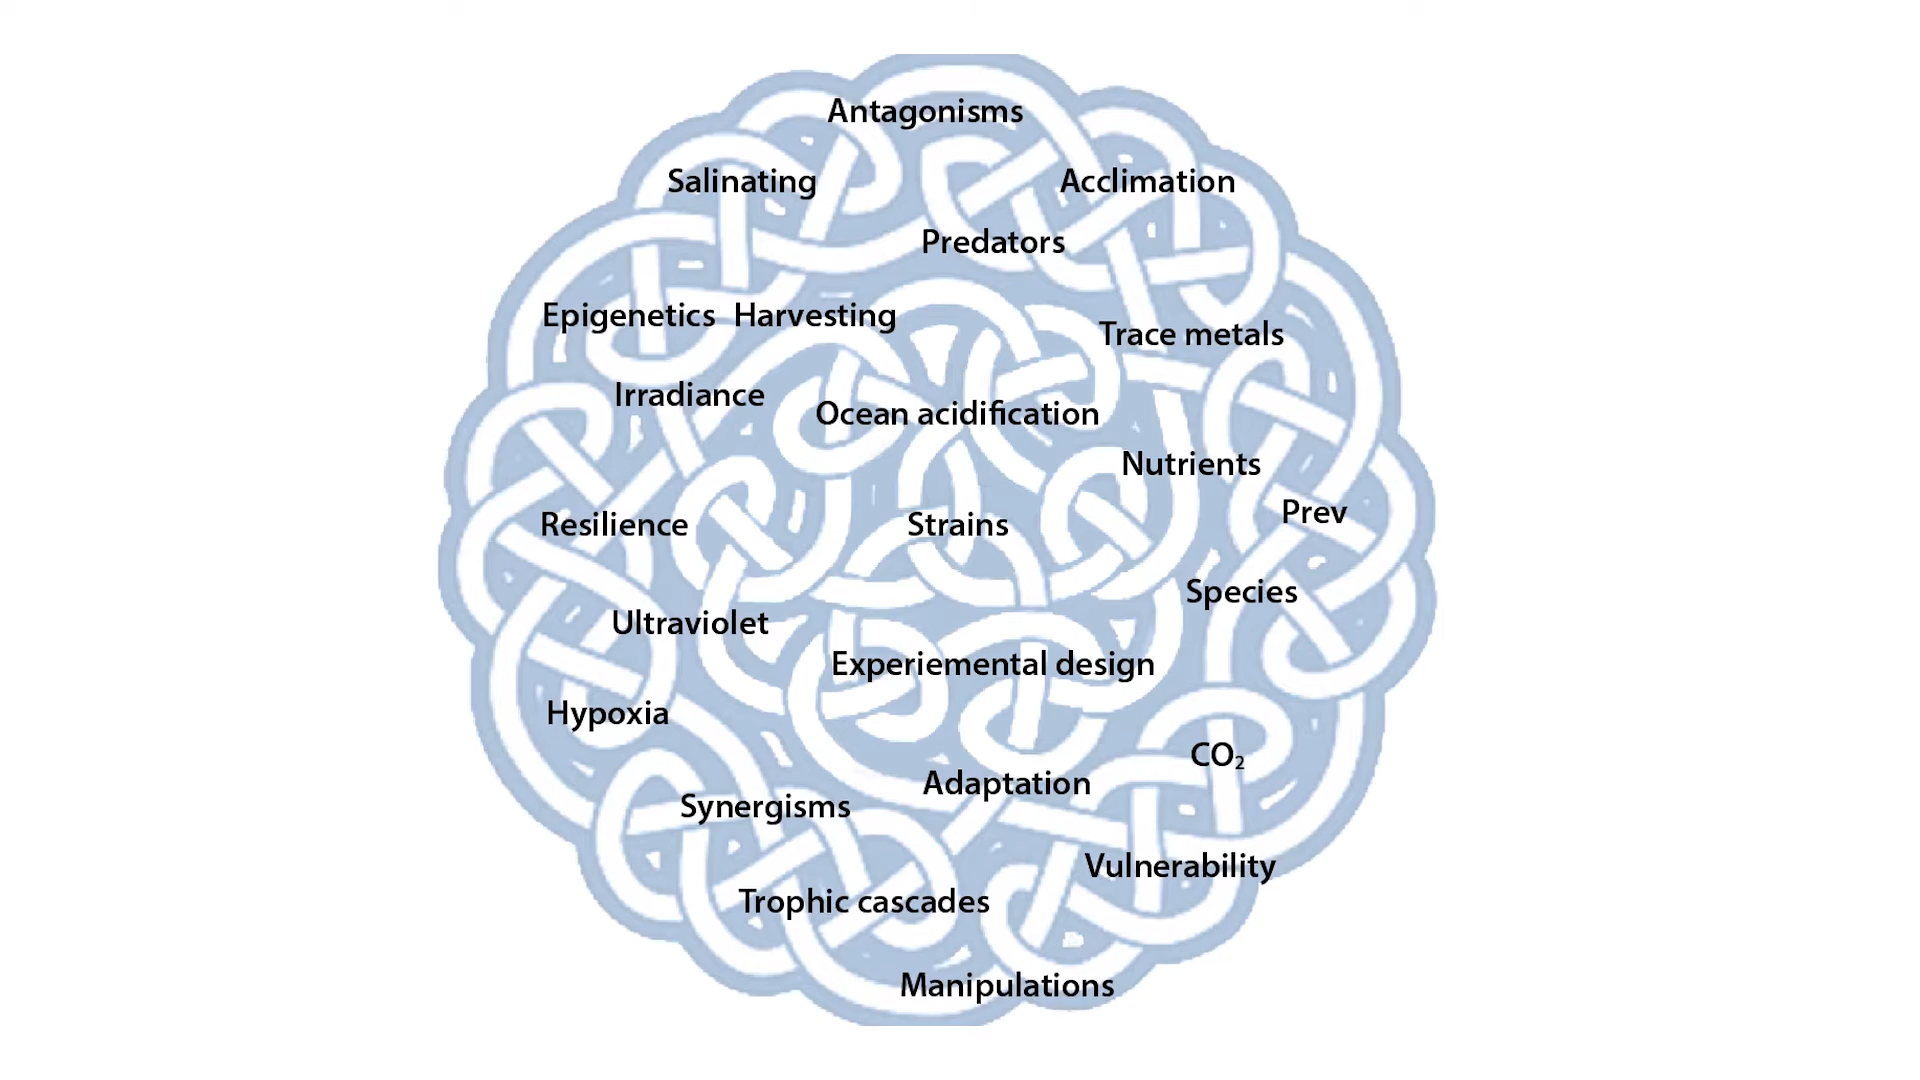 Antagonisms
Salinating
Acclimation
Predators
Epigenetics
Harvesting
Trace metals
Irradiance
Ocean acidification
Nutrients
Prev
Resilience
Strains
Species
Ultraviolet
Experiemental design
Hypoxia
CO₂
Adaptation
Synergisms
Vulnerability
Trophic cascades
Manipulations